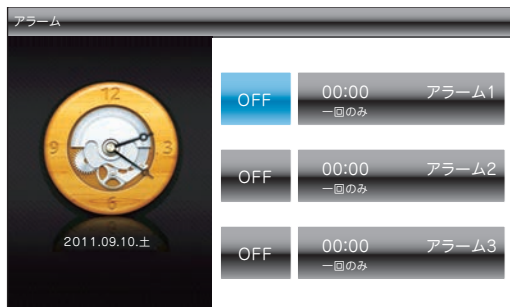 アラーム
12
9
3
6
2011.09.10.土
OFF
00:00
アラーム1
一回のみ
OFF
00:00
アラーム2
一回のみ
OFF
00:00
アラーム3
一回のみ